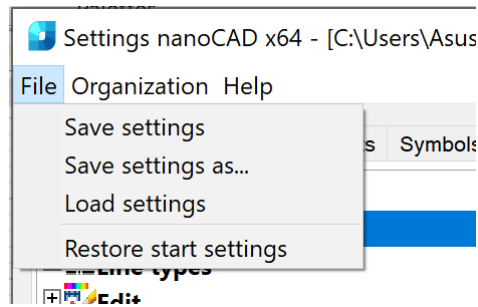 Settings nanoCAD x64 - [C:\Users\Asus
File Organization Help
Save settings
s Symbols
Save settings as...
Load settings
Restore start settings
Line types
Edit